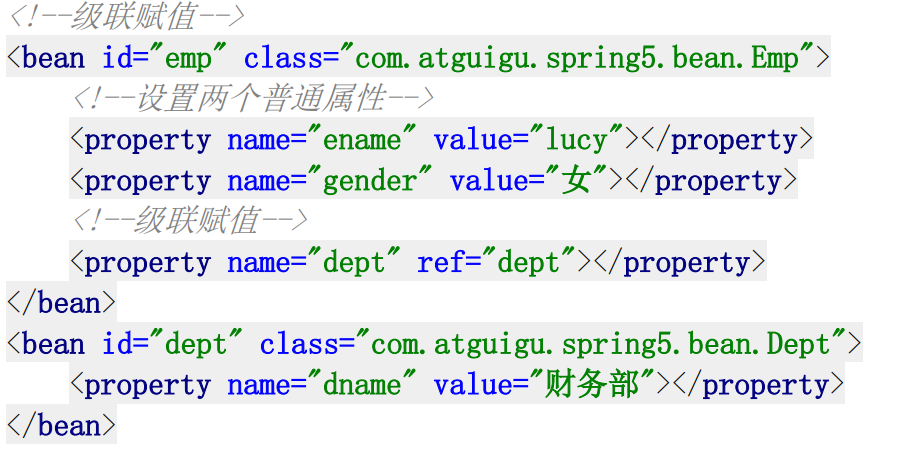 <!--级联赋值-->
<bean id="emp" class="com.atguigu.spring5.bean.Emp">
<!--设置两个普通属性-->
<property name="ename" value="lucy"></property>
<property name="gender" value="女"></property>
<!--级联赋值-->
<property name="dept" ref="dept"></property>
</bean>
<bean id="dept" class="com.atguigu.spring5.bean.Dept">
<property name="dname" value="财务部"></property>
</bean>